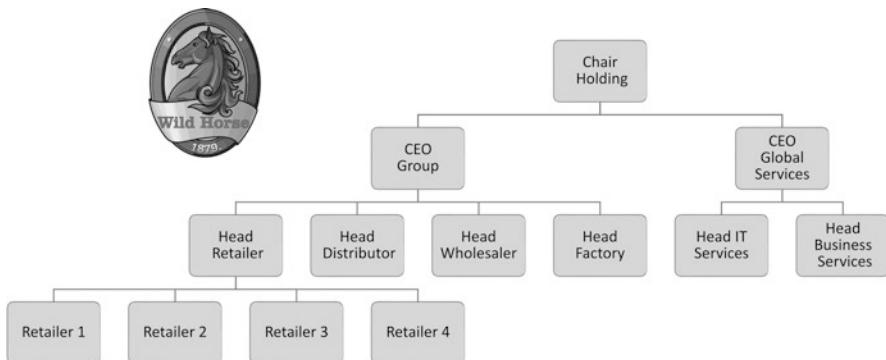 Wild Horse
1879.
Chair
Holding
CEO
Group
CEO
Global
Services
Head
Retailer
Head
Distributor
Head
Wholesaler
Head
Factory
Head IT
Services
Head
Business
Services
Retailer 1
Retailer 2
Retailer 3
Retailer 4